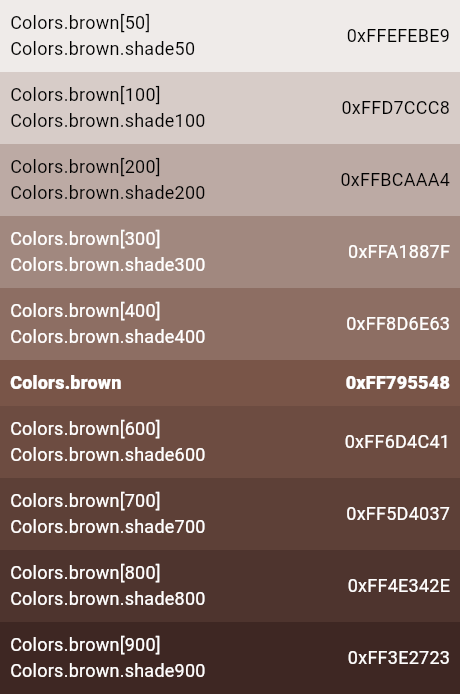 Colors.brown[50]
Colors.brown.shade50
0xFFEFEBE9
Colors.brown[100]
Colors.brown.shade100
0xFFD7CCC8
Colors.brown[200]
Colors.brown.shade200
0xFFBCAAA4
Colors.brown[300]
Colors.brown.shade300
0xFFA1887F
Colors.brown[400]
Colors.brown.shade400
0xFF8D6E63
Colors.brown
0xFF795548
Colors.brown[600]
Colors.brown.shade600
0xFF6D4C41
Colors.brown[700]
Colors.brown.shade700
0xFF5D4037
Colors.brown[800]
Colors.brown.shade800
0xFF4E342E
Colors.brown[900]
Colors.brown.shade900
0xFF3E2723